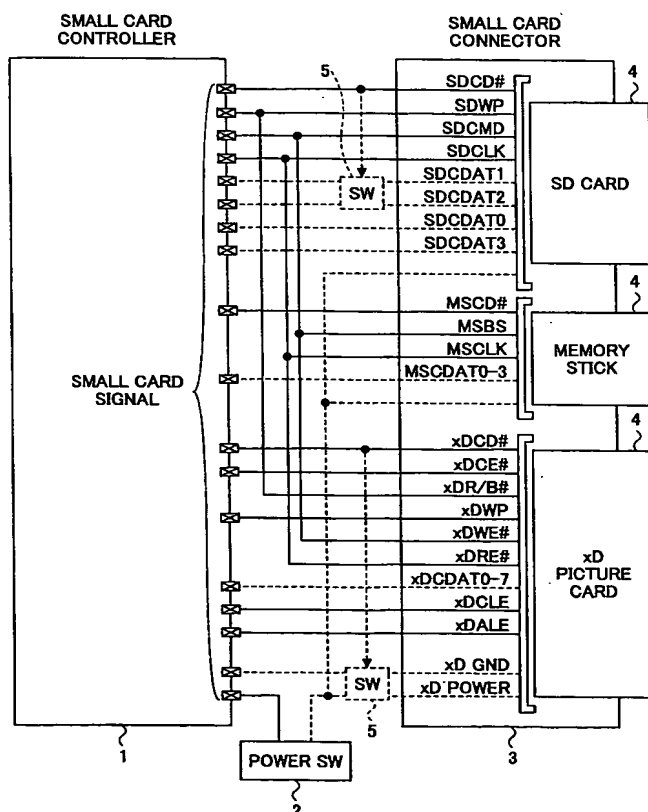 SMALL CARD
CONTROLLER
SMALL CARD
CONNECTOR
5
4
SDCD#
SDWP
SDCMD
SDCLK
SDCDAT1
SW
SDCDAT2
SDCDAT0
SDCDAT3
SD CARD
4
MSCD#
MSBS
MSCLK
MSCDAT0-3
MEMORY
STICK
SMALL CARD
SIGNAL
4
xDCD#
xDCE#
xDR/B#
xDWP
xDWE#
xDRE#
xDCDAT0-7
xDCLE
xDALE
xD GND
SW
xD POWER
xD
PICTURE
CARD
5
1
POWER SW
2
3